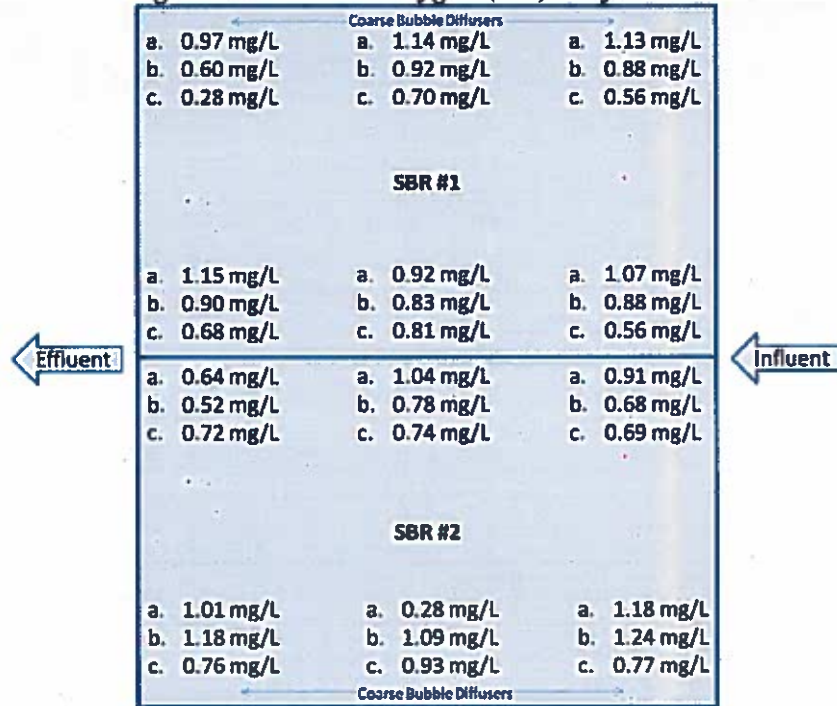 Coarse Bubble Diffusers
a. 0.97 mg/L a. 1.14 mg/L a. 1.13 mg/L
b. 0.60 mg/L b. 0.92 mg/L b. 0.88 mg/L
c. 0.28 mg/L c. 0.70 mg/L c. 0.56 mg/L
SBR #1
a. 1.15 mg/L a. 0.92 mg/L a. 1.07 mg/L
b. 0.90 mg/L b. 0.83 mg/L b. 0.88 mg/L
c. 0.68 mg/L c. 0.81 mg/L c. 0.56 mg/L
Effluent Influent
a. 0.64 mg/L a. 1.04 mg/L a. 0.91 mg/L
b. 0.52 mg/L b. 0.78 mg/L b. 0.68 mg/L
c. 0.72 mg/L c. 0.74 mg/L c. 0.69 mg/L
SBR #2
a. 1.01 mg/L a. 0.28 mg/L a. 1.18 mg/L
b. 1.18 mg/L b. 1.09 mg/L b. 1.24 mg/L
c. 0.76 mg/L c. 0.93 mg/L c. 0.77 mg/L
Coarse Bubble Diffusers